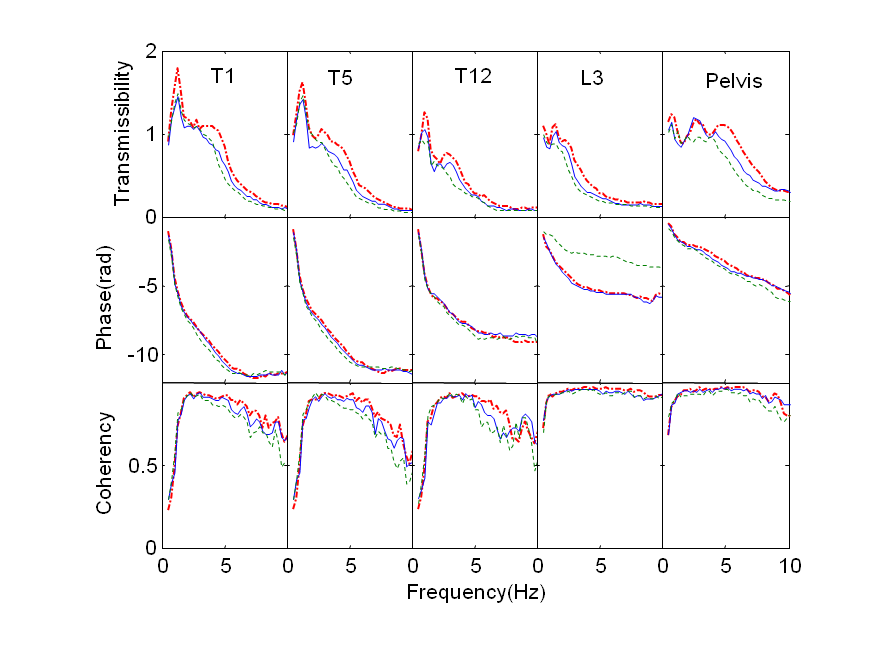 2
T1 T5 T12 L3 Pelvis
Transmissibility
1
0
Phase(rad)
-5
-10
Coherency
0.5
0
0 5 0 5 0 5 0 5 0 5 10
Frequency(Hz)